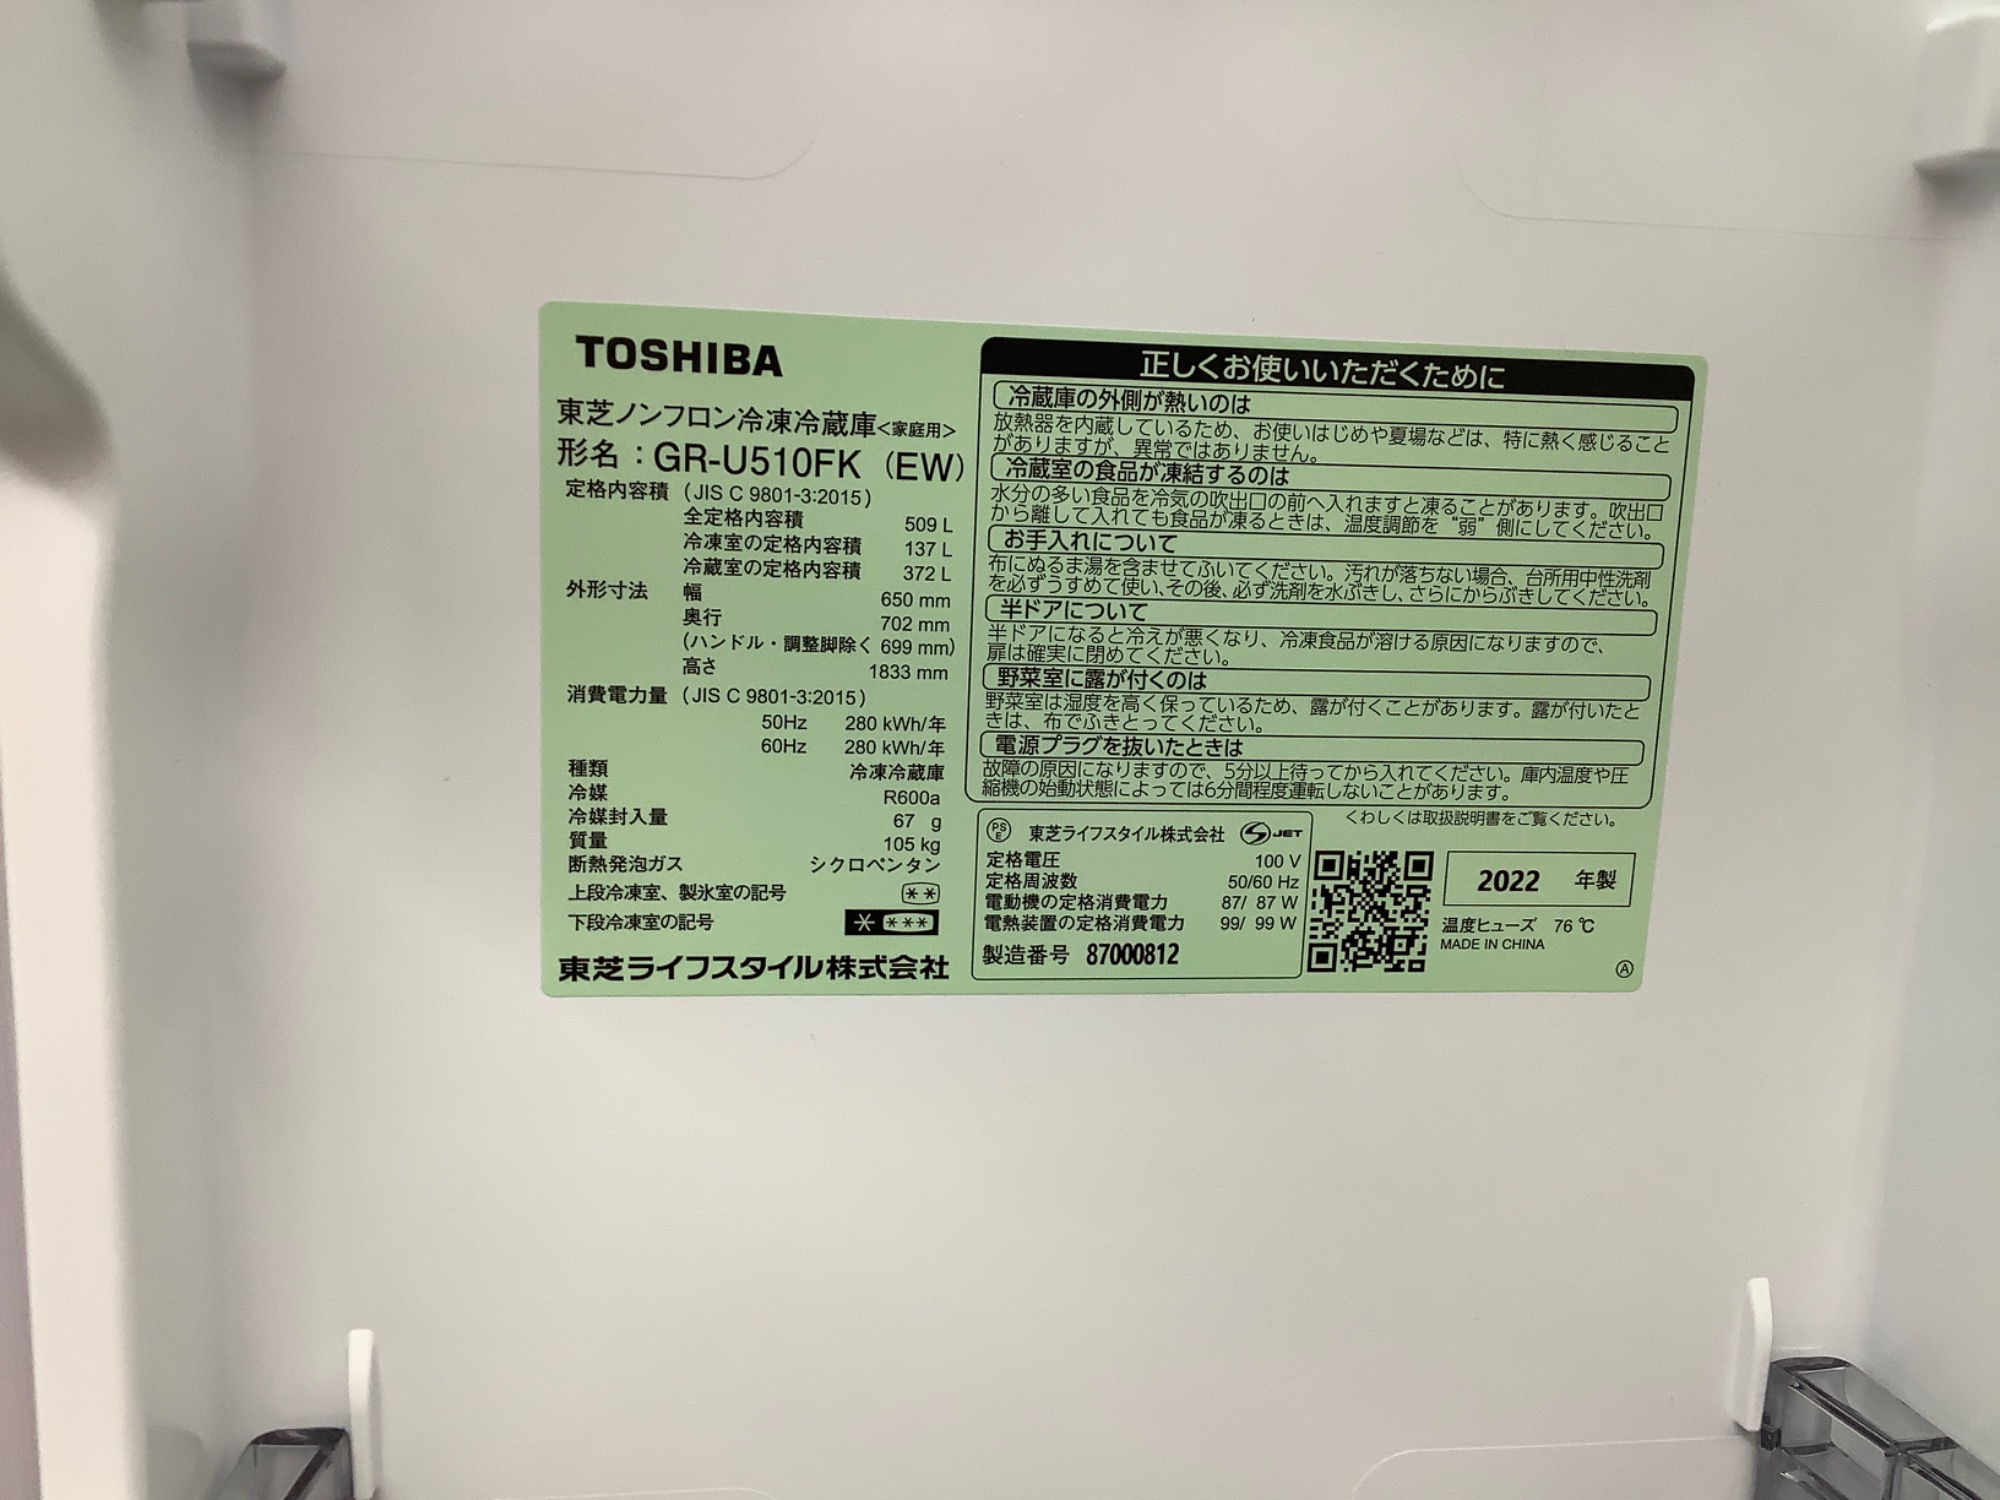 TOSHIBA
東芝ノンフロン冷凍冷蔵庫<家庭用>
形名:GR-U510FK (EW)
定格内容積 (JIS C 9801-3:2015)
全定格内容積 509 L
冷凍室の定格内容積 137 L
冷蔵室の定格内容積 372 L
外形寸法 幅 650 mm
奥行 702 mm
(ハンドル・調整脚除く 699 mm)
高さ 1833 mm
消費電力量 (JIS C 9801-3:2015)
50Hz 280 kWh/年
60Hz 280 kWh/年
種類 冷凍冷蔵庫
冷媒 R600a
冷媒封入量 67 g
質量 105 kg
断熱発泡ガス シクロペンタン
上段冷凍室、製氷室の記号 **
下段冷凍室の記号 * ***
東芝ライフスタイル株式会社
正しくお使いいただくために
冷蔵庫の外側が熱いのは
放熱器を内蔵しているため、お使いはじめや夏場などは、特に熱く感じること
がありますが、異常ではありません。
冷蔵室の食品が凍結するのは
水分の多い食品を冷気の吹出口の前へ入れますと凍ることがあります。吹出口
から離して入れても食品が凍るときは、温度調節を“弱”側にしてください。
お手入れについて
布にぬるま湯を含ませてふいてください。汚れが落ちない場合、台所用中性洗剤
を必ずうすめて使い、その後、必ず洗剤を水ぶきし、さらにからぶきしてください。
半ドアについて
半ドアになると冷えが悪くなり、冷凍食品が溶ける原因になりますので、
扉は確実に閉めてください。
野菜室に露が付くのは
野菜室は湿度を高く保っているため、露が付くことがあります。露が付いたと
きは、布でふきとってください。
電源プラグを抜いたときは
故障の原因になりますので、5分以上待ってから入れてください。庫内温度や圧
縮機の始動状態によっては6分間程度運転しないことがあります。
くわしくは取扱説明書をご覧ください。
PSE 東芝ライフスタイル株式会社 JET
定格電圧 100 V
定格周波数 50/60 Hz
電動機の定格消費電力 87/ 87 W
電熱装置の定格消費電力 99/ 99 W
製造番号 87000812
2022 年製
温度ヒューズ 76℃
MADE IN CHINA
Ⓐ